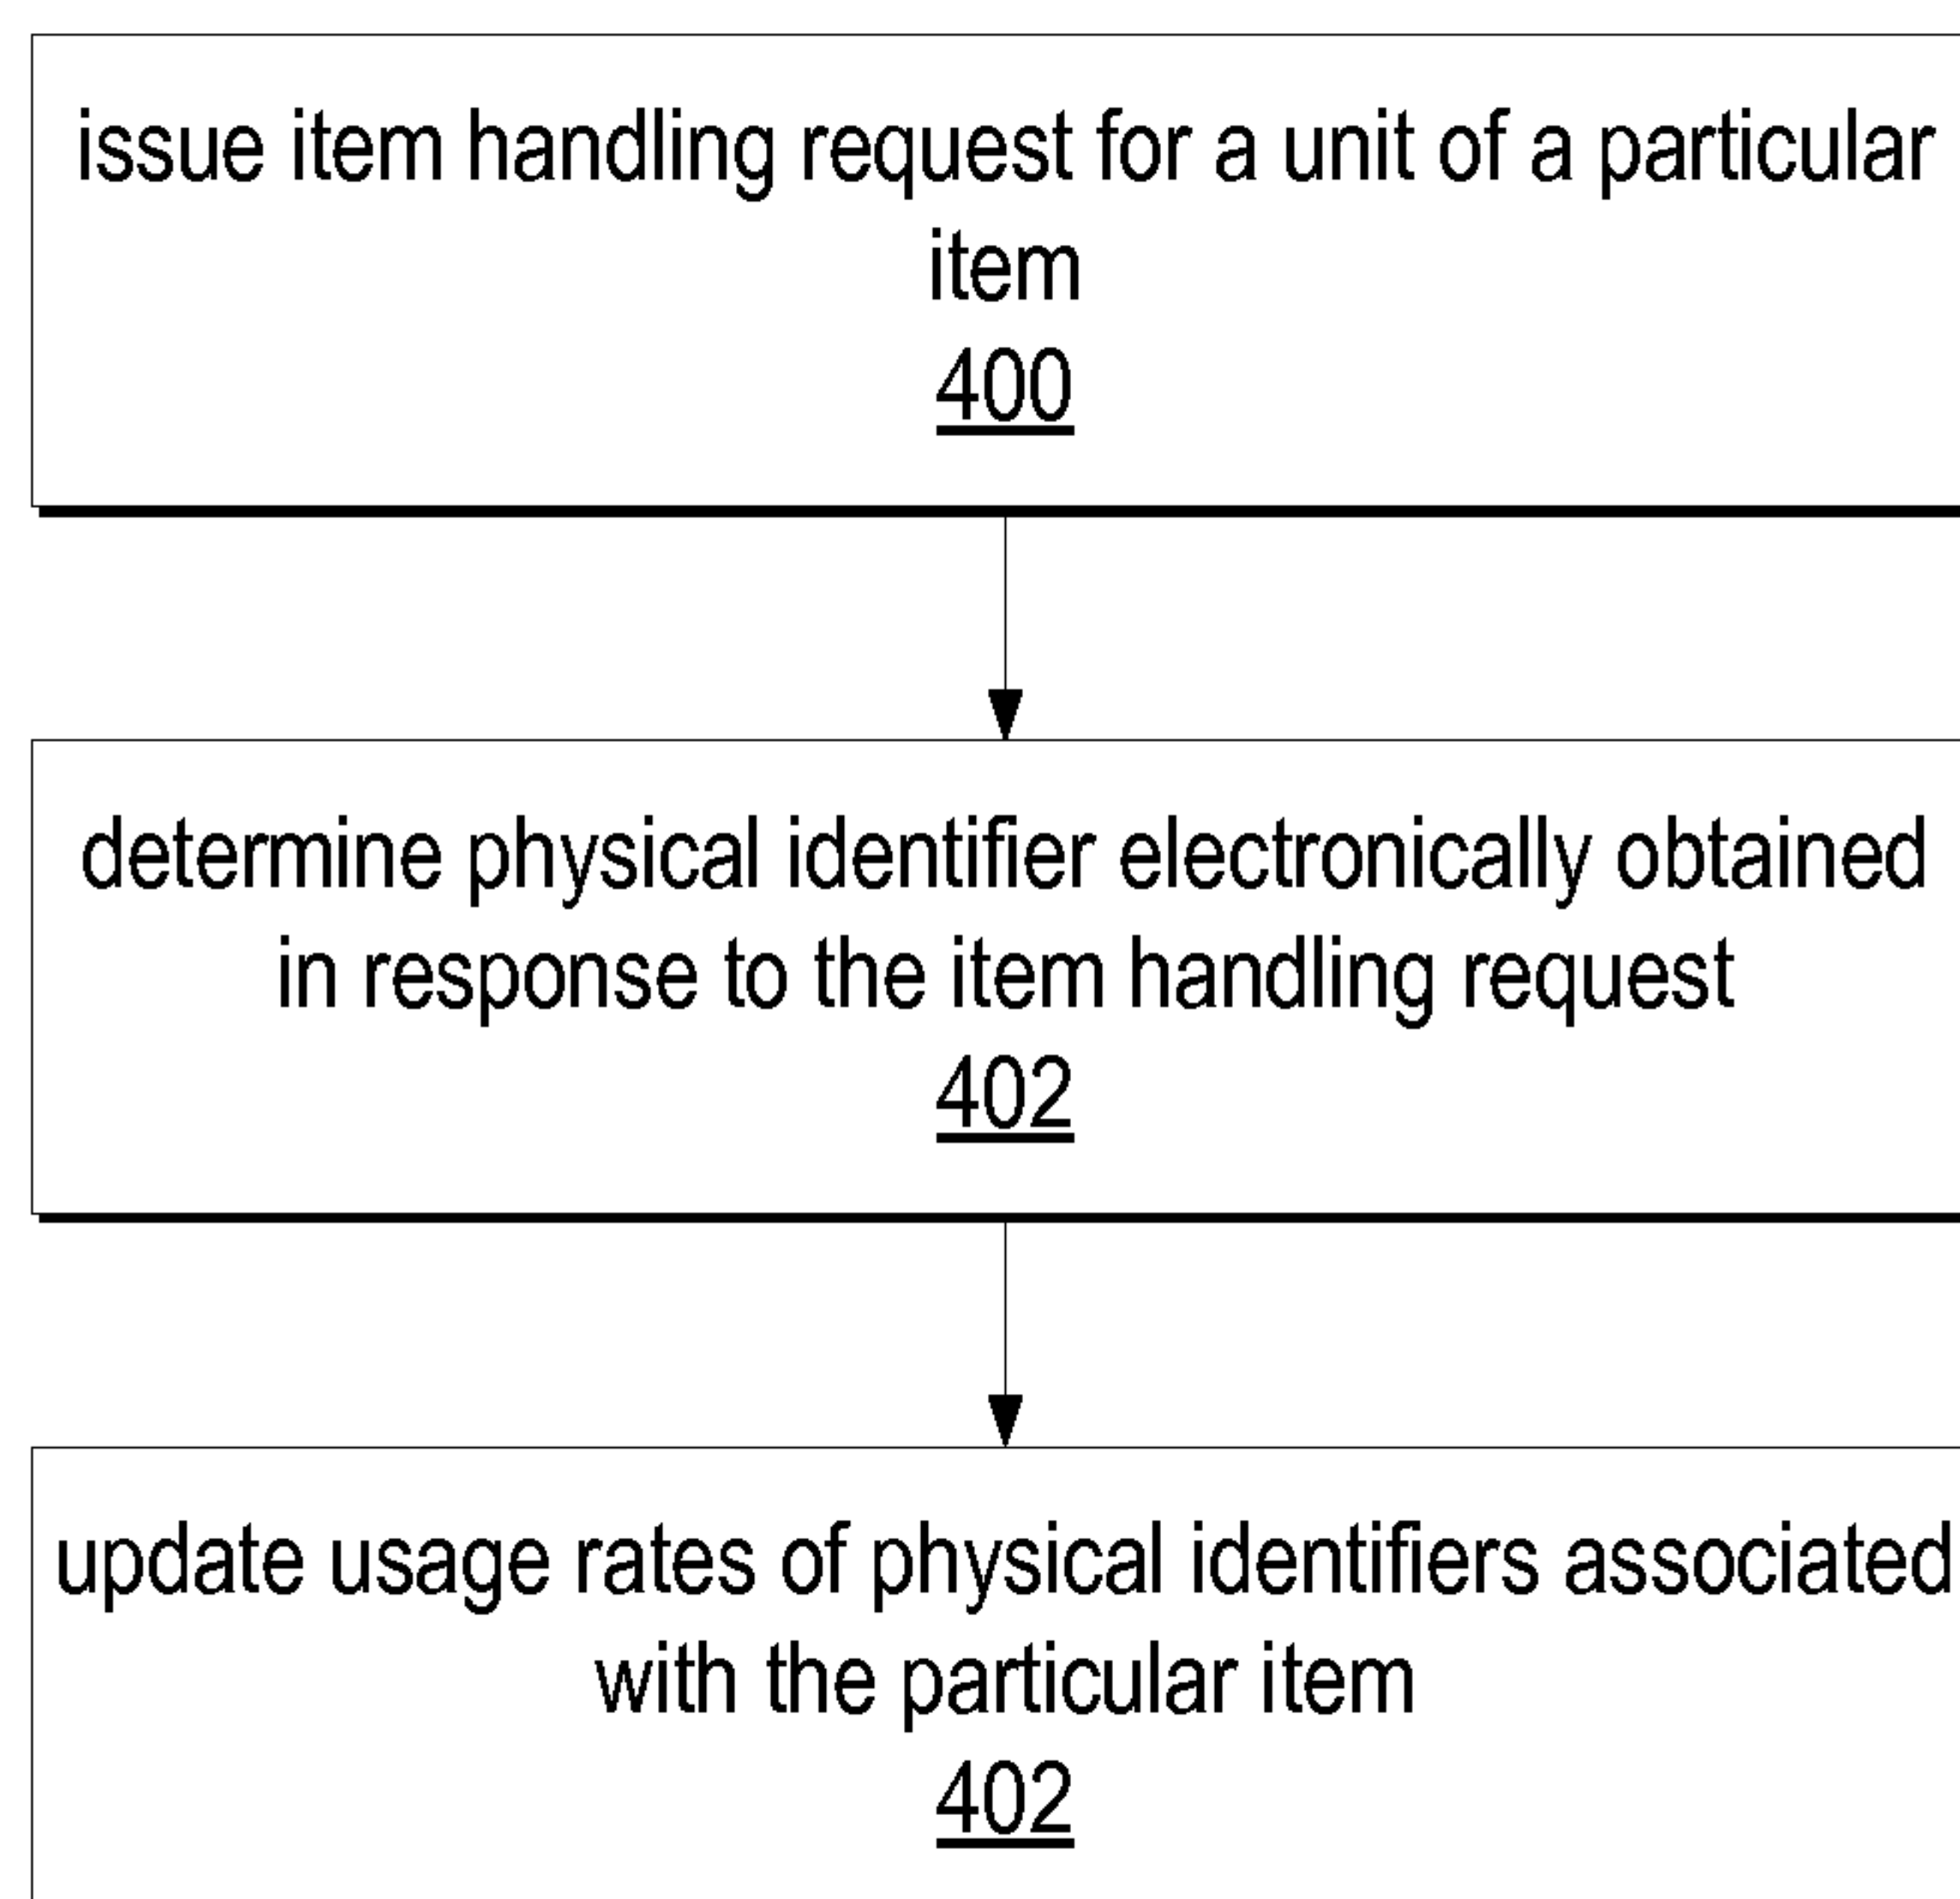 issue item handling request for a unit of a particular
item
400
determine physical identifier electronically obtained
in response to the item handling request
402
update usage rates of physical identifiers associated
with the particular item
402